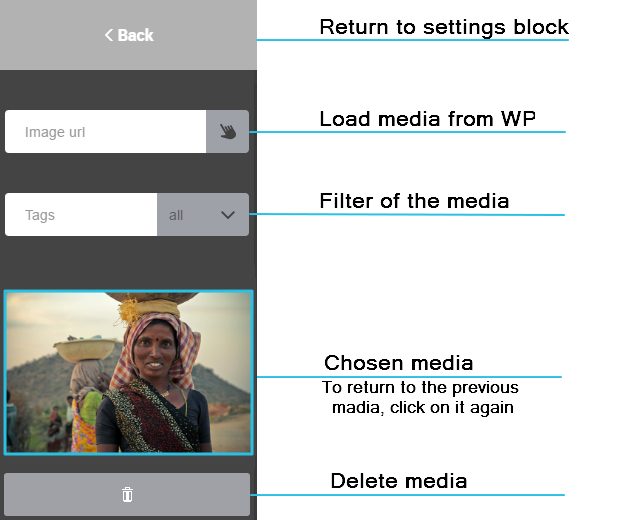 Back
Return to settings block
Image url
Load media from WP
Tags
all
Filter of the media
Chosen media
To return to the previous
madia, click on it again
Delete media